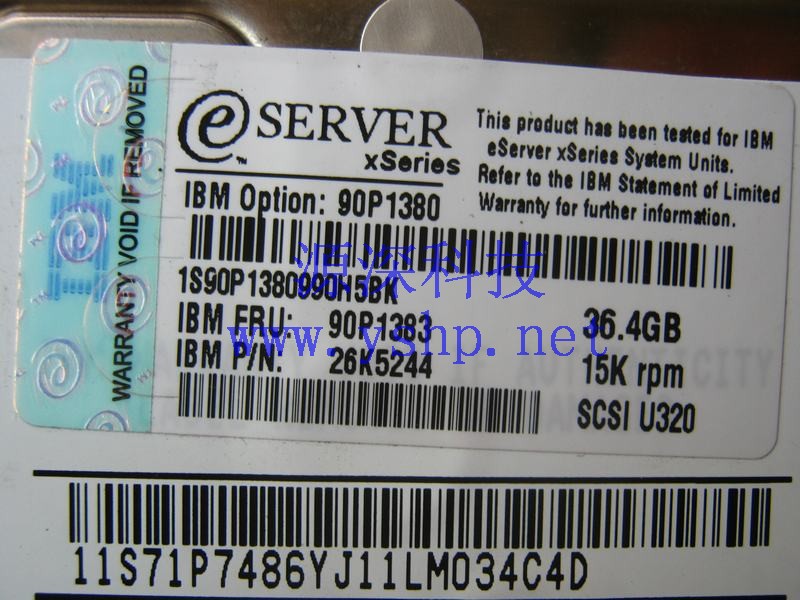 WARRANTY VOID IF REMOVED
IBM
e SERVER
xSeries
This product has been tested for IBM
eServer xSeries System Units.
Refer to the IBM Statement of Limited
Warranty for further information.
IBM Option: 90P1380
源深科技
1S90P1380990H5BK
IBM FRU: 90P1383
36.4GB
www.yshp.net
IBM P/N: 26K5244
15K rpm
SCSI U320
11S71P7486YJ11LM034C4D